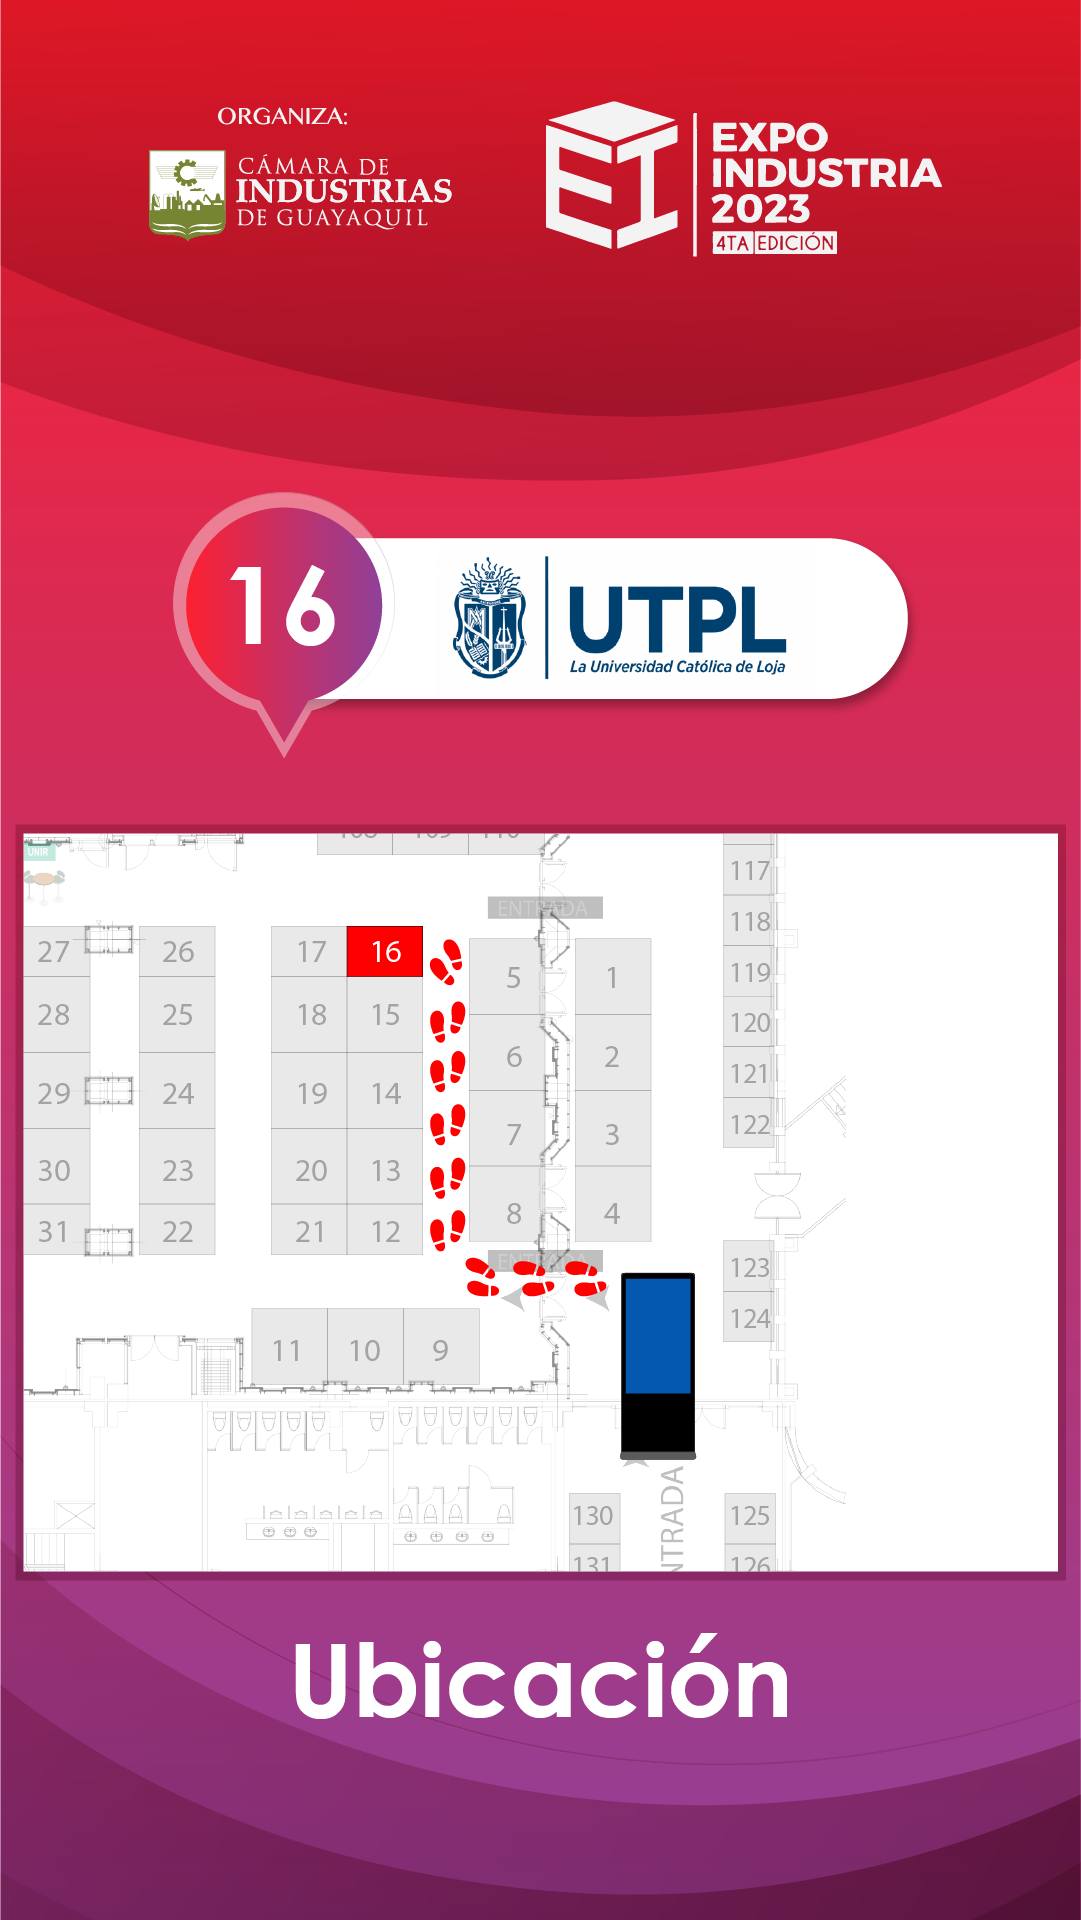 ORGANIZA:
CÁMARA DE
INDUSTRIAS
DE GUAYAQUIL
EXPO
INDUSTRIA
2023
4TA EDICIÓN
16
UTPL
La Universidad Católica de Loja
108 109 110
UNIR
117
ENTRADA
118
27 26 17 16 5 1 119
28 25 18 15 120
6 2 121
29 24 19 14
7 3 122
30 23 20 13
8 4
31 22 21 12
ENTRADA
123
124
11 10 9
130 125
ENTRADA
131 126
Ubicación